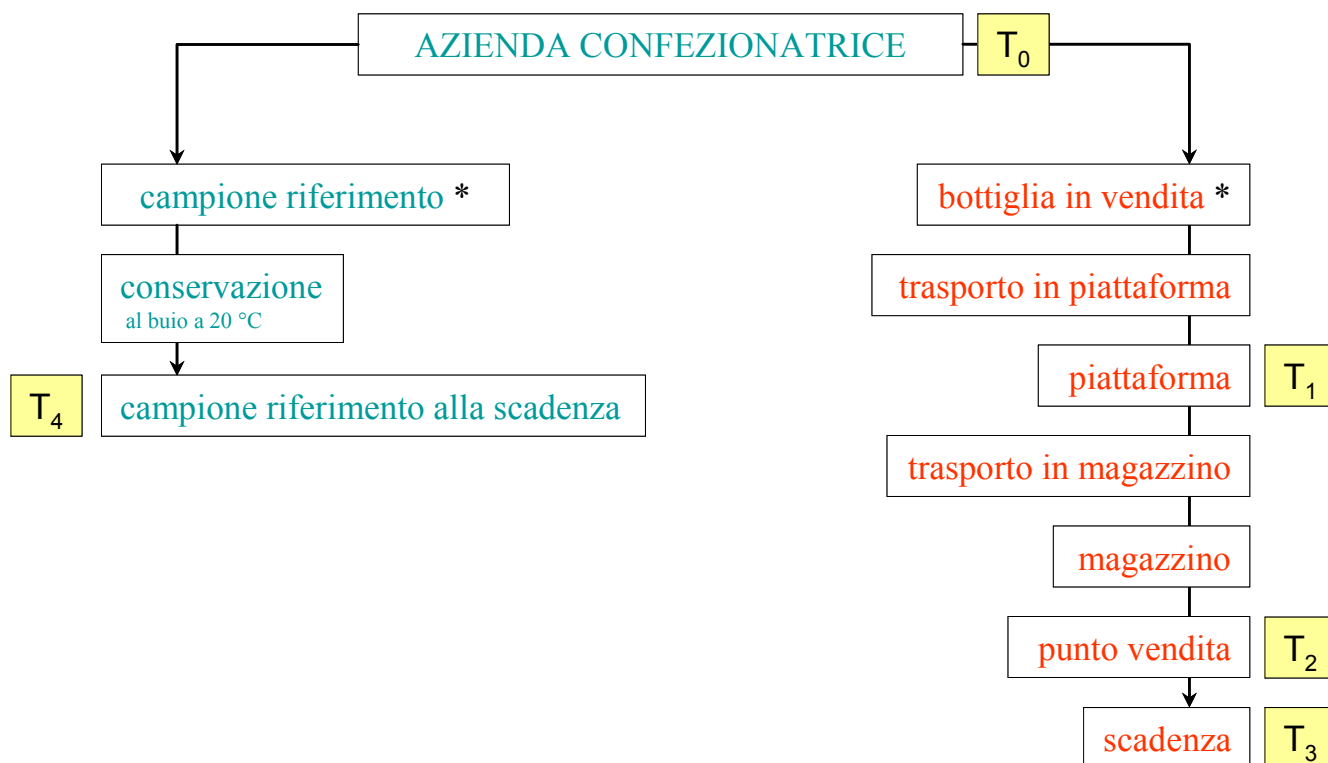 AZIENDA CONFEZIONATRICE
T0
campione riferimento *
conservazione
al buio a 20 °C
T4
campione riferimento alla scadenza
bottiglia in vendita *
trasporto in piattaforma
piattaforma
T1
trasporto in magazzino
magazzino
punto vendita
T2
scadenza
T3